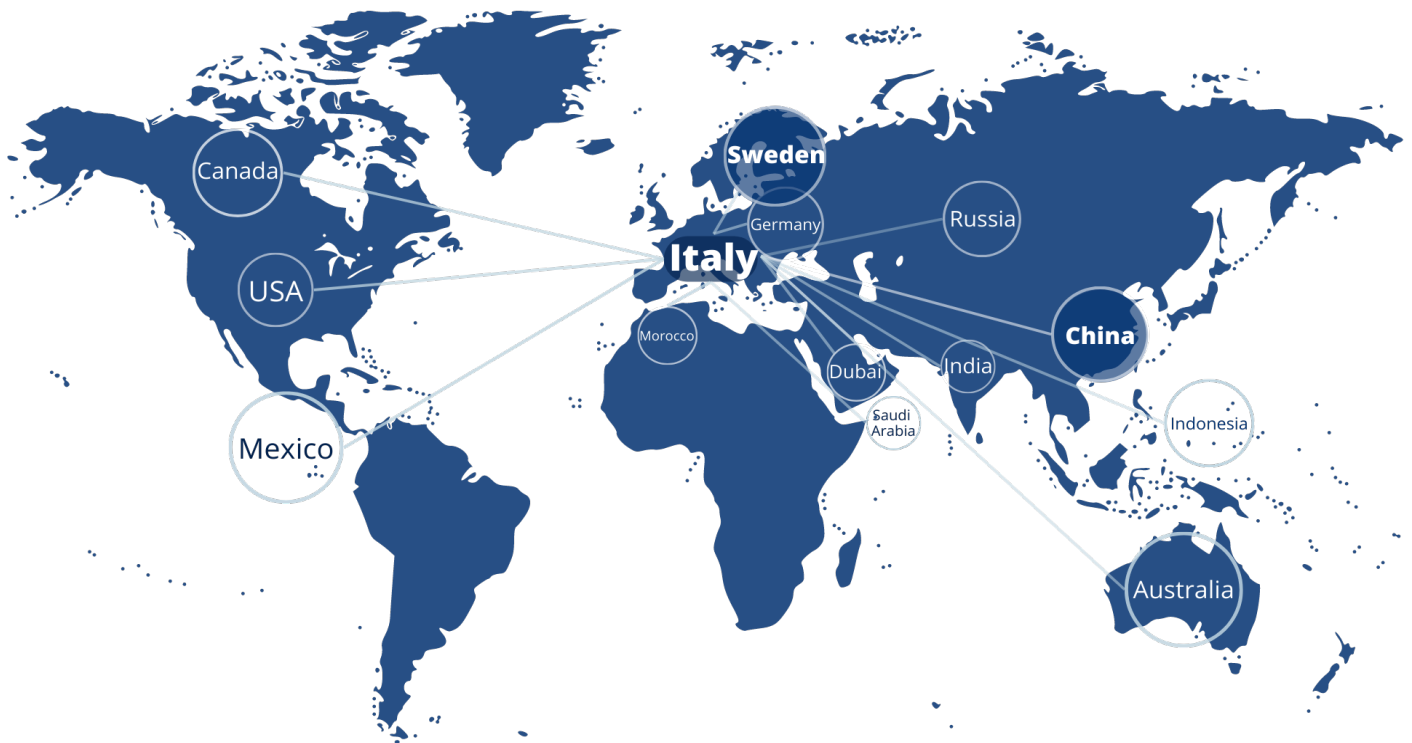 Sweden
Canada
Russia
Germany
Italy
USA
China
Morocco
India
Dubai
Saudi
Arabia
Indonesia
Mexico
Australia